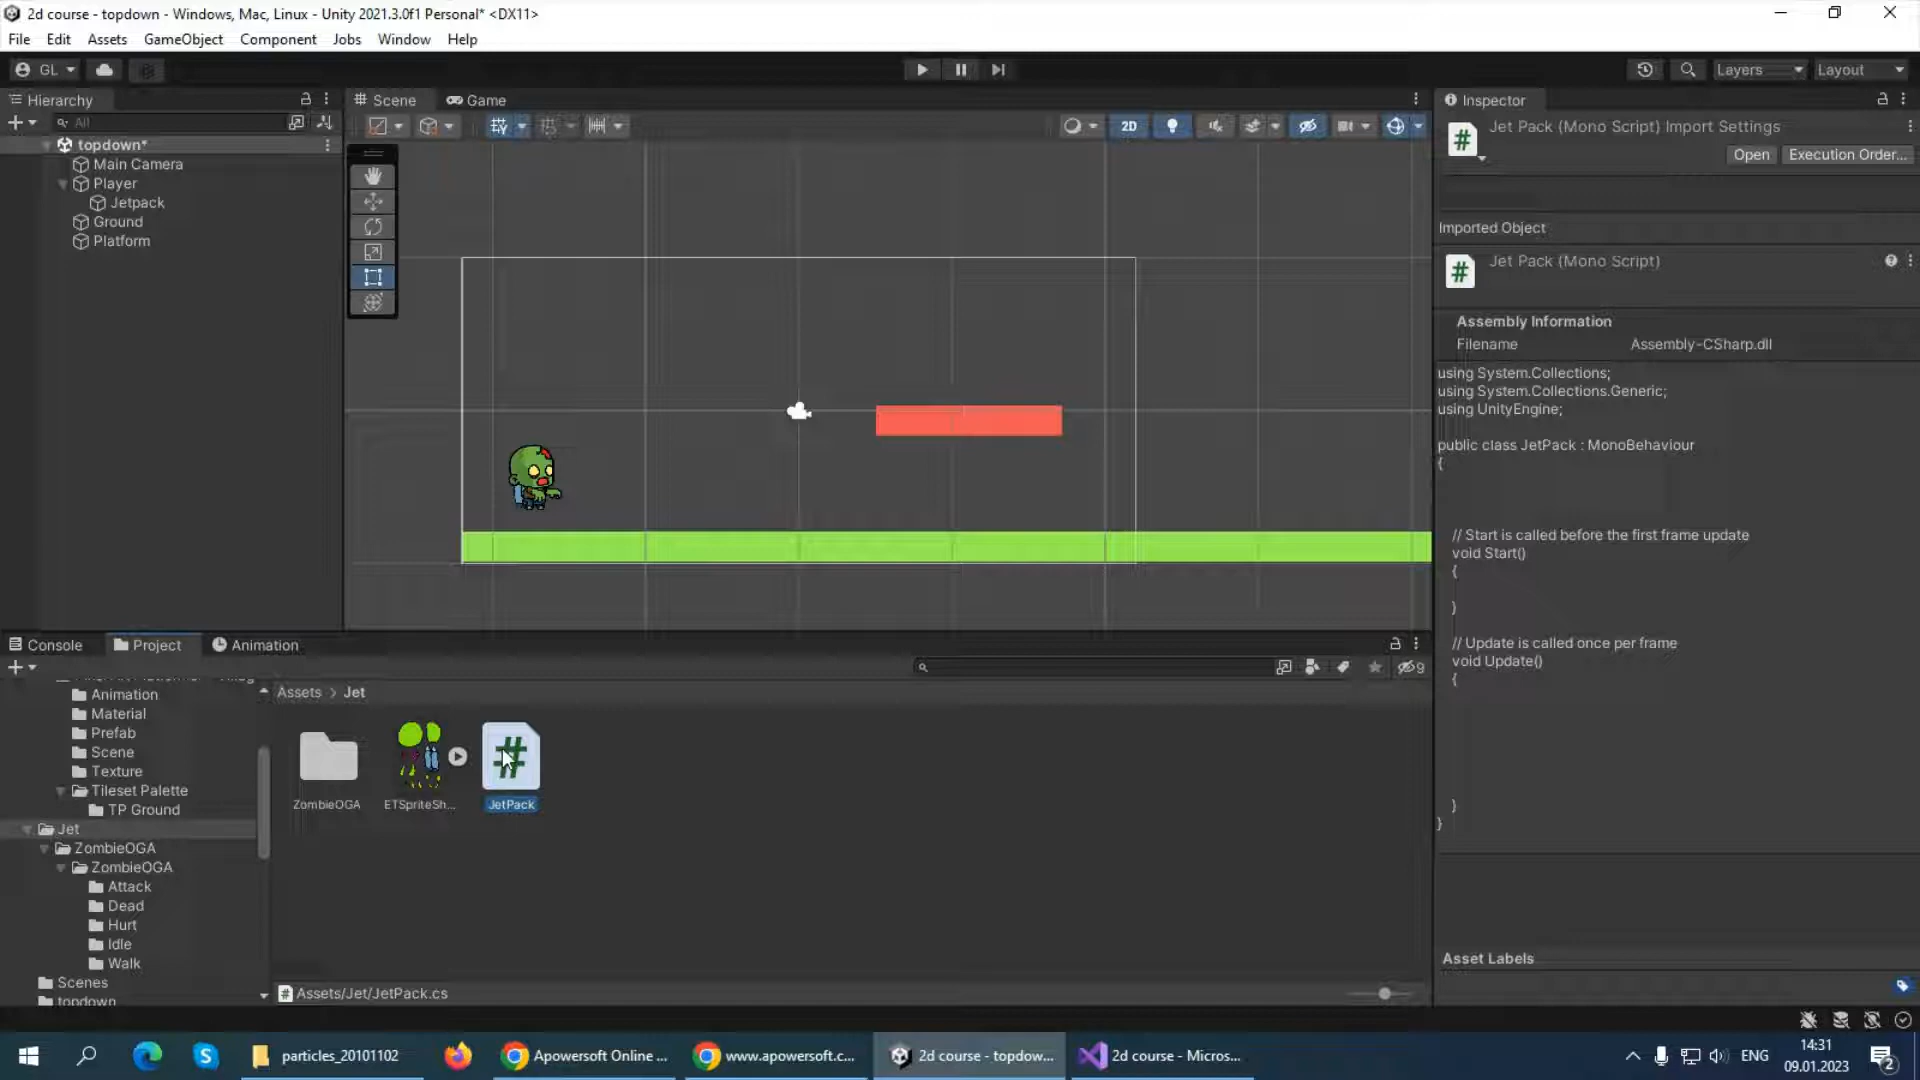 2d course - topdown - Windows, Mac, Linux - Unity 2021.3.0f1 Personal* <DX11>
File Edit Assets GameObject Component Jobs Window Help
GL
Layers Layout
Hierarchy
All
topdown*
Main Camera
Player
Jetpack
Ground
Platform
Scene Game
2D
Inspector
Jet Pack (Mono Script) Import Settings
Open Execution Order...
Imported Object
Jet Pack (Mono Script)
Assembly Information
Filename Assembly-CSharp.dll
using System.Collections;
using System.Collections.Generic;
using UnityEngine;
public class JetPack : MonoBehaviour
{
// Start is called before the first frame update
void Start()
{
}
// Update is called once per frame
void Update()
{
}
}
Asset Labels
Console Project Animation
9
Animation
Material
Prefab
Scene
Texture
Tileset Palette
TP Ground
Jet
ZombieOGA
ZombieOGA
Attack
Dead
Hurt
Idle
Walk
Scenes
topdown
Assets > Jet
ZombieOGA ETSpriteSh... JetPack
Assets/Jet/JetPack.cs
particles_20101102
Apowersoft Online ...
www.apowersoft.c...
2d course - topdow...
2d course - Micros...
ENG
14:31
09.01.2023
2